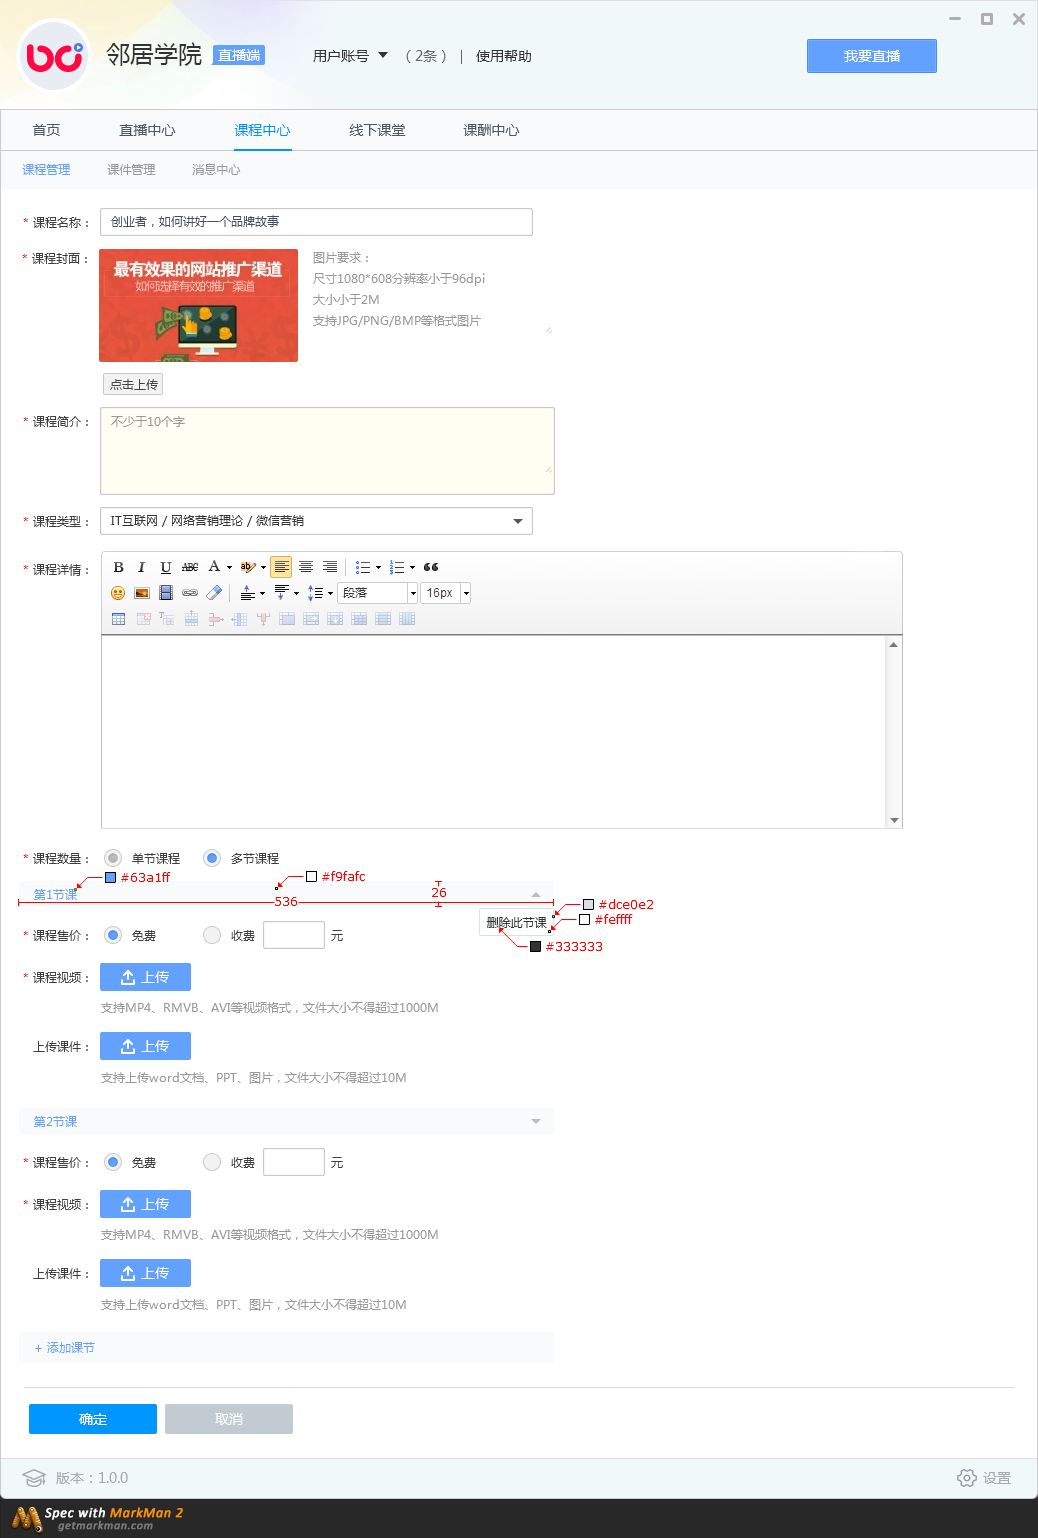 邻居学院 直播端 用户账号 （2条） | 使用帮助 我要直播
首页 直播中心 课程中心 线下课堂 课酬中心
课程管理 课件管理 消息中心
* 课程名称： 创业者，如何讲好一个品牌故事
* 课程封面：
最有效果的网站推广渠道
如何选择有效的推广渠道
图片要求：
尺寸1080*608分辨率小于96dpi
大小小于2M
支持JPG/PNG/BMP等格式图片
点击上传
* 课程简介： 不少于10个字
* 课程类型： IT互联网 / 网络营销理论 / 微信营销
* 课程详情： B I U ABC A ab
段落 16px
* 课程数量： 单节课程 多节课程
#63a1ff #f9fafc
第1节课 26
536
#dce0e2
#feffff
删除此节课
#333333
* 课程售价： 免费 收费 元
* 课程视频： 上传
支持MP4、RMVB、AVI等视频格式，文件大小不得超过1000M
上传课件： 上传
支持上传word文档、PPT、图片，文件大小不得超过10M
第2节课
* 课程售价： 免费 收费 元
* 课程视频： 上传
支持MP4、RMVB、AVI等视频格式，文件大小不得超过1000M
上传课件： 上传
支持上传word文档、PPT、图片，文件大小不得超过10M
+ 添加课节
确定 取消
版本：1.0.0 设置
Spec with MarkMan 2
getmarkman.com